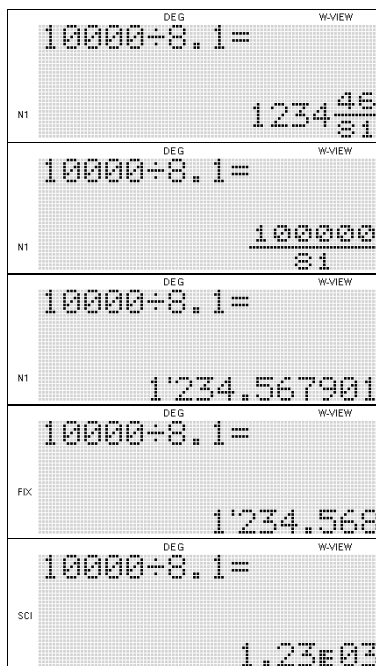 DEG W-VIEW
10000÷8.1=
N1 1234 46/81
DEG W-VIEW
10000÷8.1=
N1 100000/81
DEG W-VIEW
10000÷8.1=
N1 1'234.567901
DEG W-VIEW
10000÷8.1=
FIX 1'234.568
DEG W-VIEW
10000÷8.1=
SCI 1.23ᴇ03